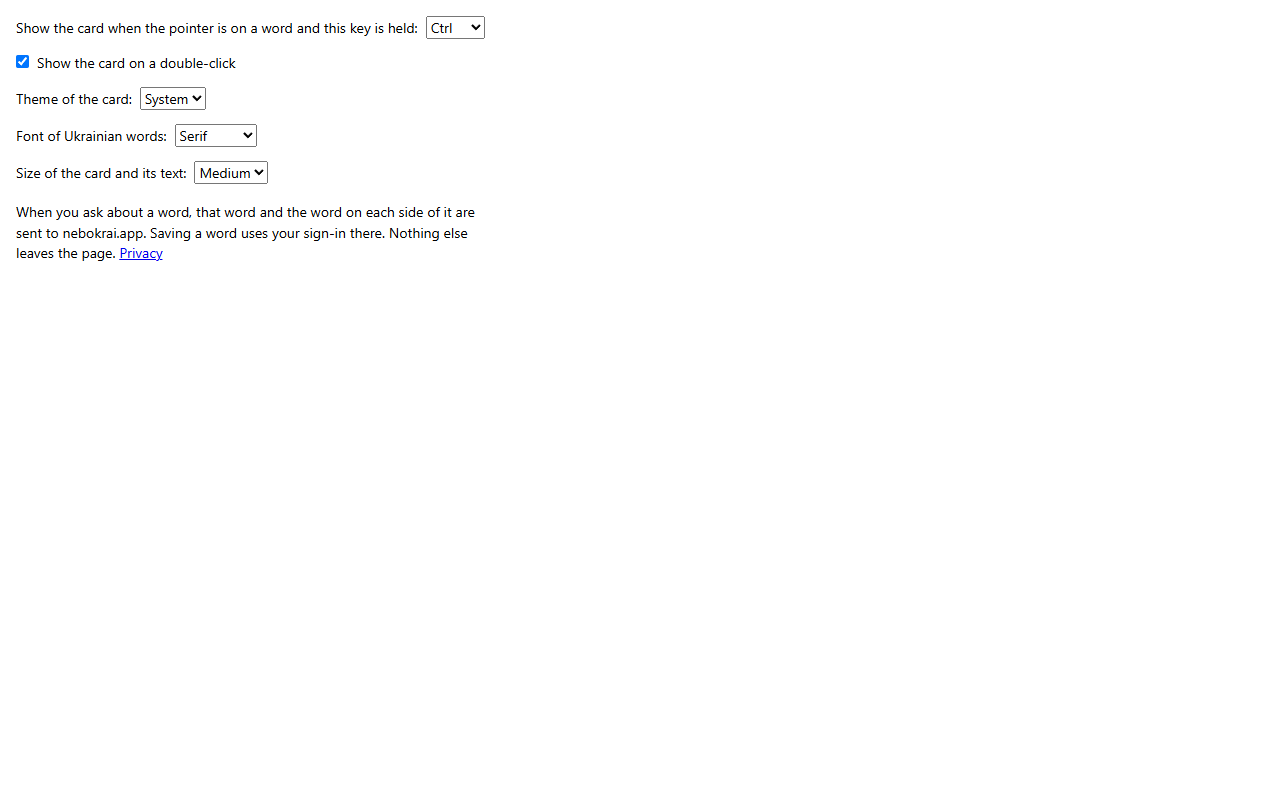 Show the card when the pointer is on a word and this key is held: Ctrl
Show the card on a double-click
Theme of the card: System
Font of Ukrainian words: Serif
Size of the card and its text: Medium
When you ask about a word, that word and the word on each side of it are
sent to nebokrai.app. Saving a word uses your sign-in there. Nothing else
leaves the page. Privacy